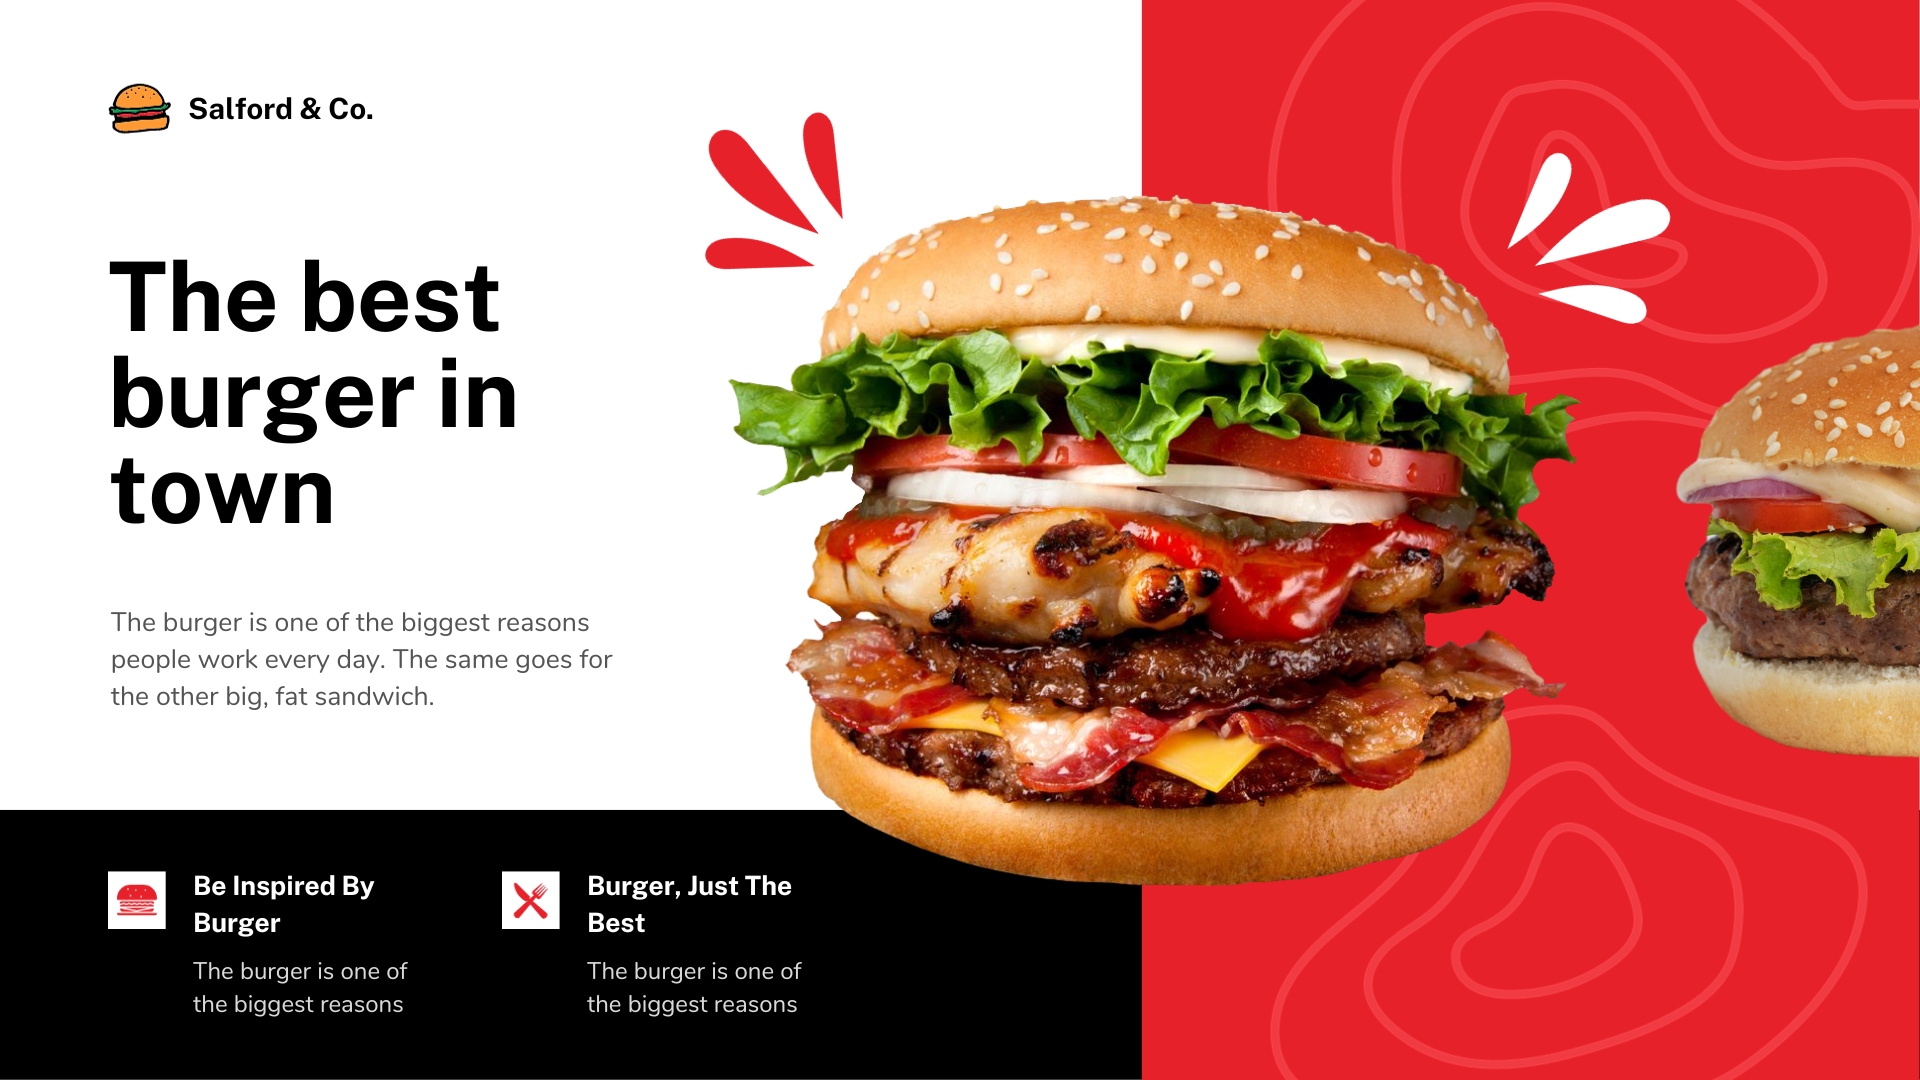 Salford & Co.
The best
burger in
town
The burger is one of the biggest reasons
people work every day. The same goes for
the other big, fat sandwich.
Be Inspired By
Burger
The burger is one of
the biggest reasons
Burger, Just The
Best
The burger is one of
the biggest reasons